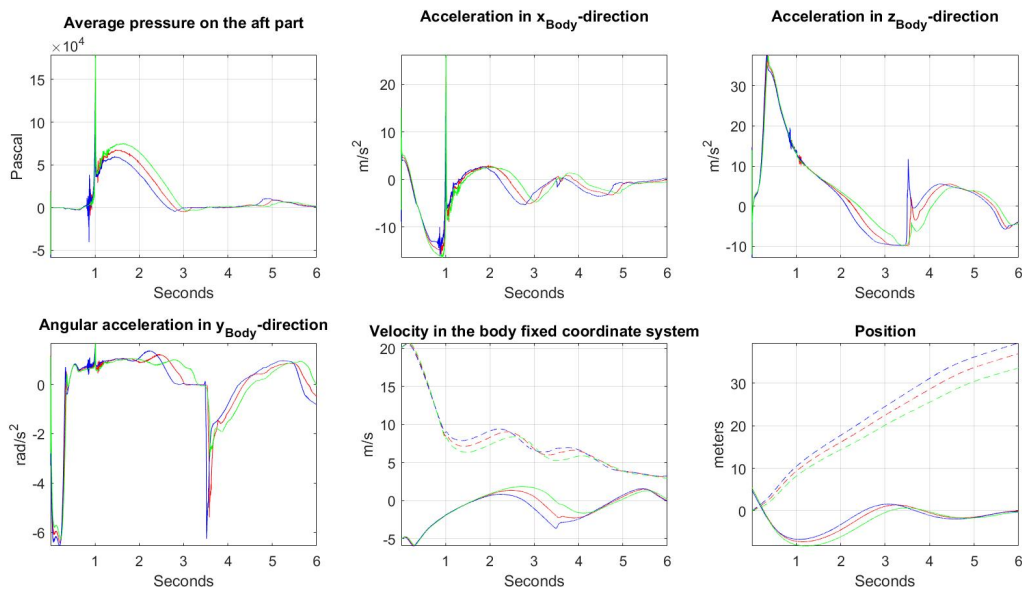 Average pressure on the aft part
×10⁴
15
10
5
0
-5
Pascal
1 2 3 4 5 6
Seconds
Acceleration in x_Body-direction
20
10
0
-10
m/s²
1 2 3 4 5 6
Seconds
Acceleration in z_Body-direction
30
20
10
0
-10
m/s²
1 2 3 4 5 6
Seconds
Angular acceleration in y_Body-direction
0
-2
-4
-6
rad/s²
1 2 3 4 5 6
Seconds
Velocity in the body fixed coordinate system
20
15
10
5
0
-5
m/s
1 2 3 4 5 6
Seconds
Position
30
20
10
0
meters
1 2 3 4 5 6
Seconds